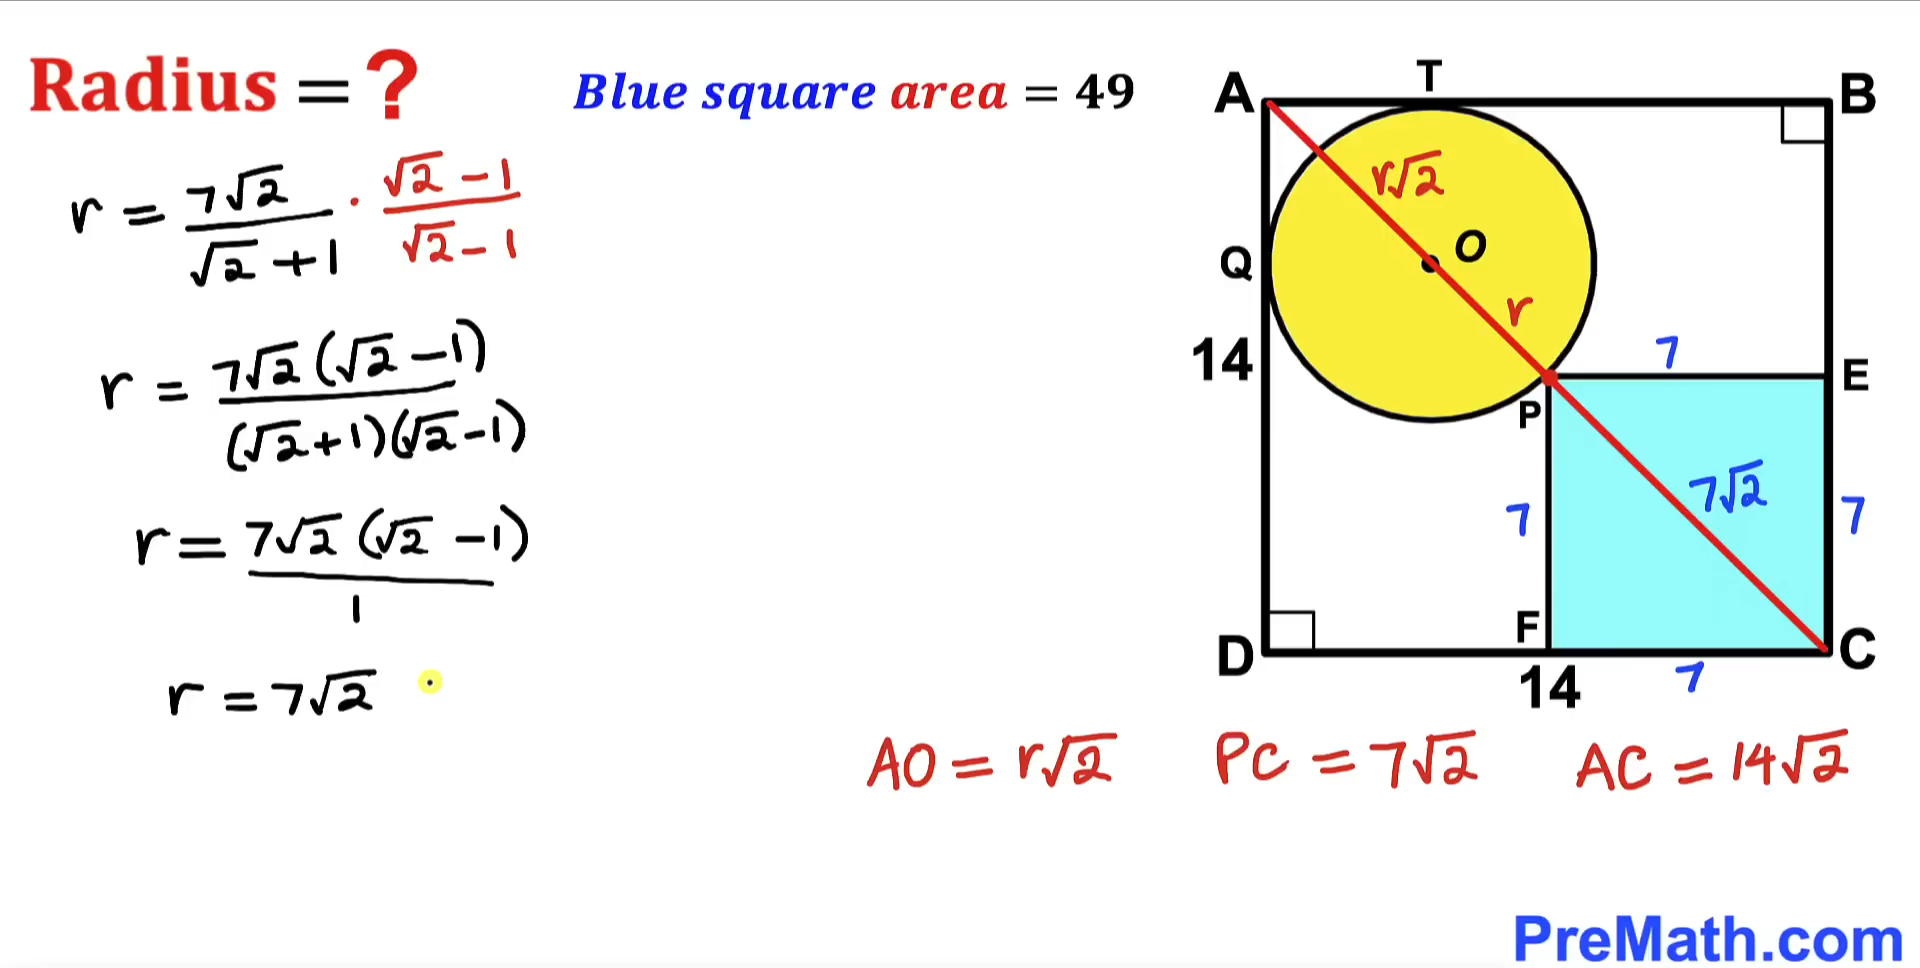 Radius = ?
Blue square area = 49
r = 7√2 / √2 + 1 · √2 - 1 / √2 - 1
r = 7√2 (√2 - 1) / (√2 + 1)(√2 - 1)
r = 7√2 (√2 - 1) / 1
r = 7√2
A
T
B
r√2
O
Q
r
14
7
E
P
7√2
7
7
F
D
C
14
7
AO = r√2
PC = 7√2
AC = 14√2
PreMath.com